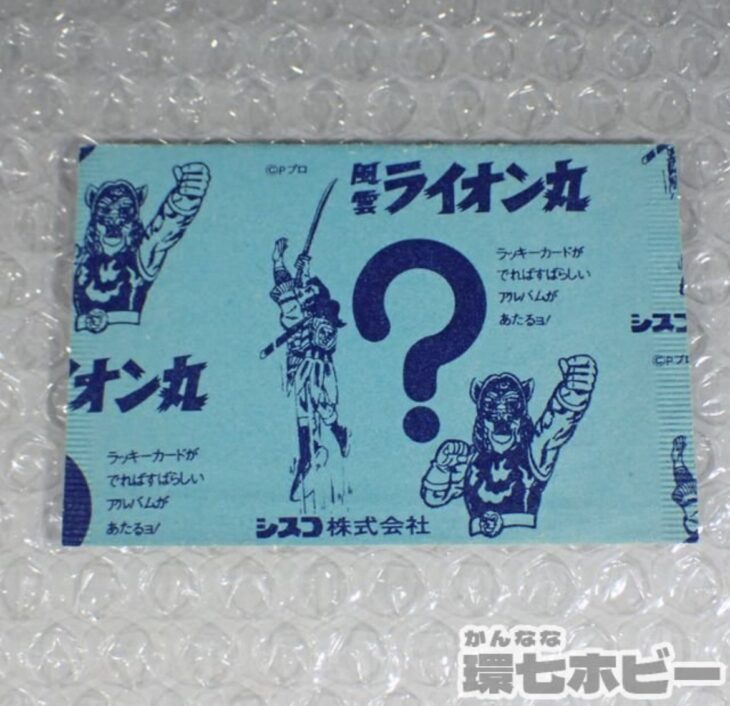 ©Pプロ
風雲ライオン丸
ラッキーカードが
でればすばらしい
アルバムが
あたるヨ!
シスコ
©Pプロ
イオン丸
ラッキーカードが
でればすばらしい
アルバムが
あたるヨ!
シスコ株式会社
かんなな
環七ホビー